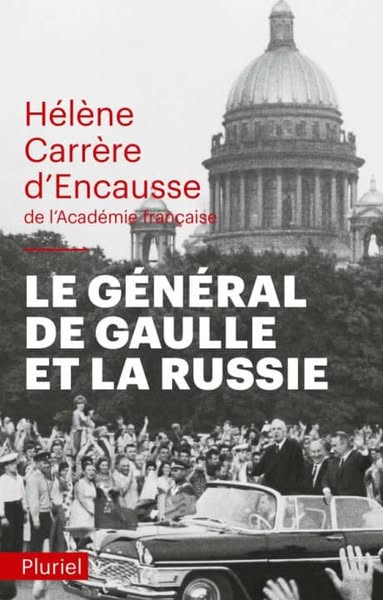 Hélène
Carrère
d'Encausse
de l'Académie française
LE GÉNÉRAL
DE GAULLE
ET LA RUSSIE
Pluriel